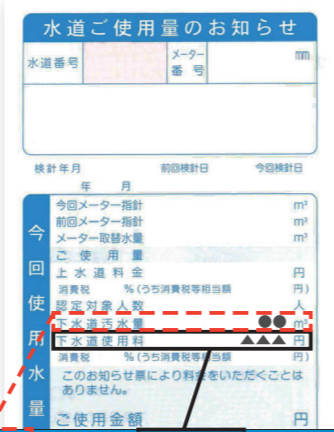 水道ご使用量のお知らせ
水道番号 メーター番号 mm
検針年月 前回検針日 今回検針日
年 月
今回使用水量
今回メーター指針 m³
前回メーター指針 m³
メーター取替水量 m³
ご使用量 m³
上水道料金 円
消費税 %(うち消費税等相当額 円)
認定対象人数 人
下水道汚水量 ●● m³
下水道使用料 ▲▲▲ 円
消費税 %(うち消費税等相当額 円)
このお知らせ票により料金をいただくことは
ありません。
ご使用金額 円